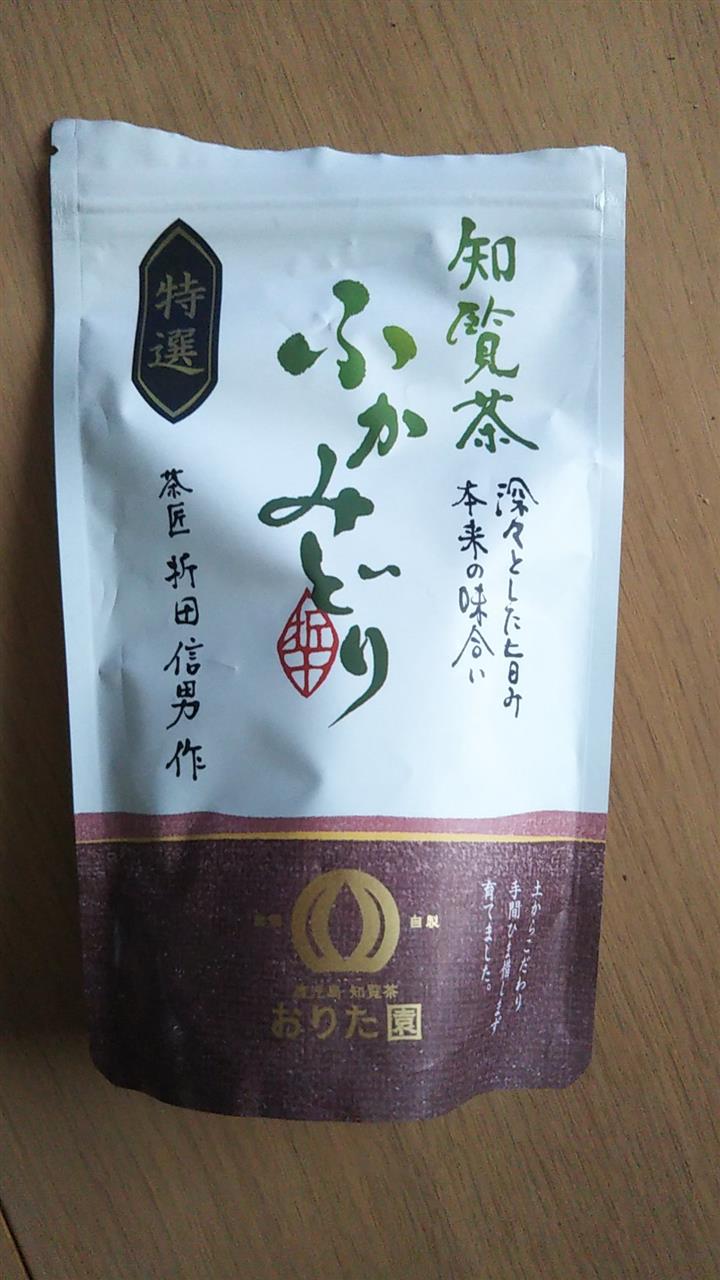 知覧茶
深々とした旨み
本来の味合い
ふかみどり
折田
特選
茶匠 折田信男 作
土からこだわり
手間ひま惜しまず
育てました。
自製
鹿児島 知覧茶
おりた園